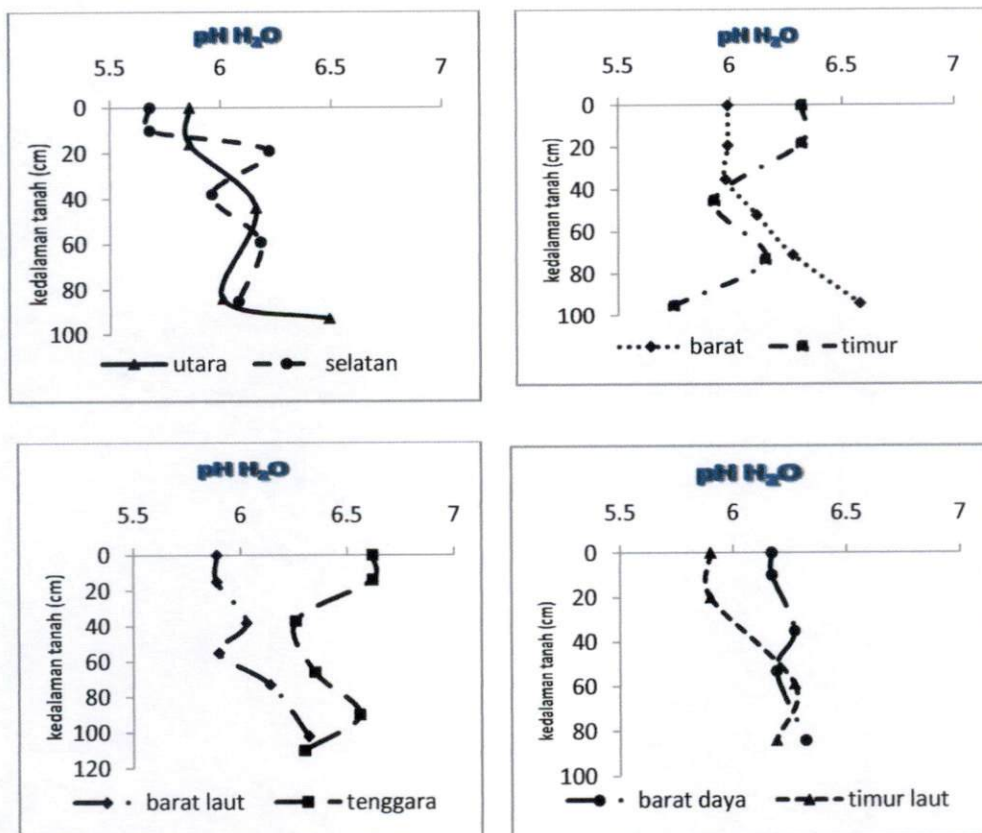 pH H₂O
5.5 6 6.5 7
kedalaman tanah (cm)
0
20
40
60
80
100
utara selatan
pH H₂O
5.5 6 6.5 7
kedalaman tanah (cm)
0
20
40
60
80
100
barat timur
pH H₂O
5.5 6 6.5 7
kedalaman tanah (cm)
0
20
40
60
80
100
120
barat laut tenggara
pH H₂O
5.5 6 6.5 7
kedalaman tanah (cm)
0
20
40
60
80
100
barat daya timur laut